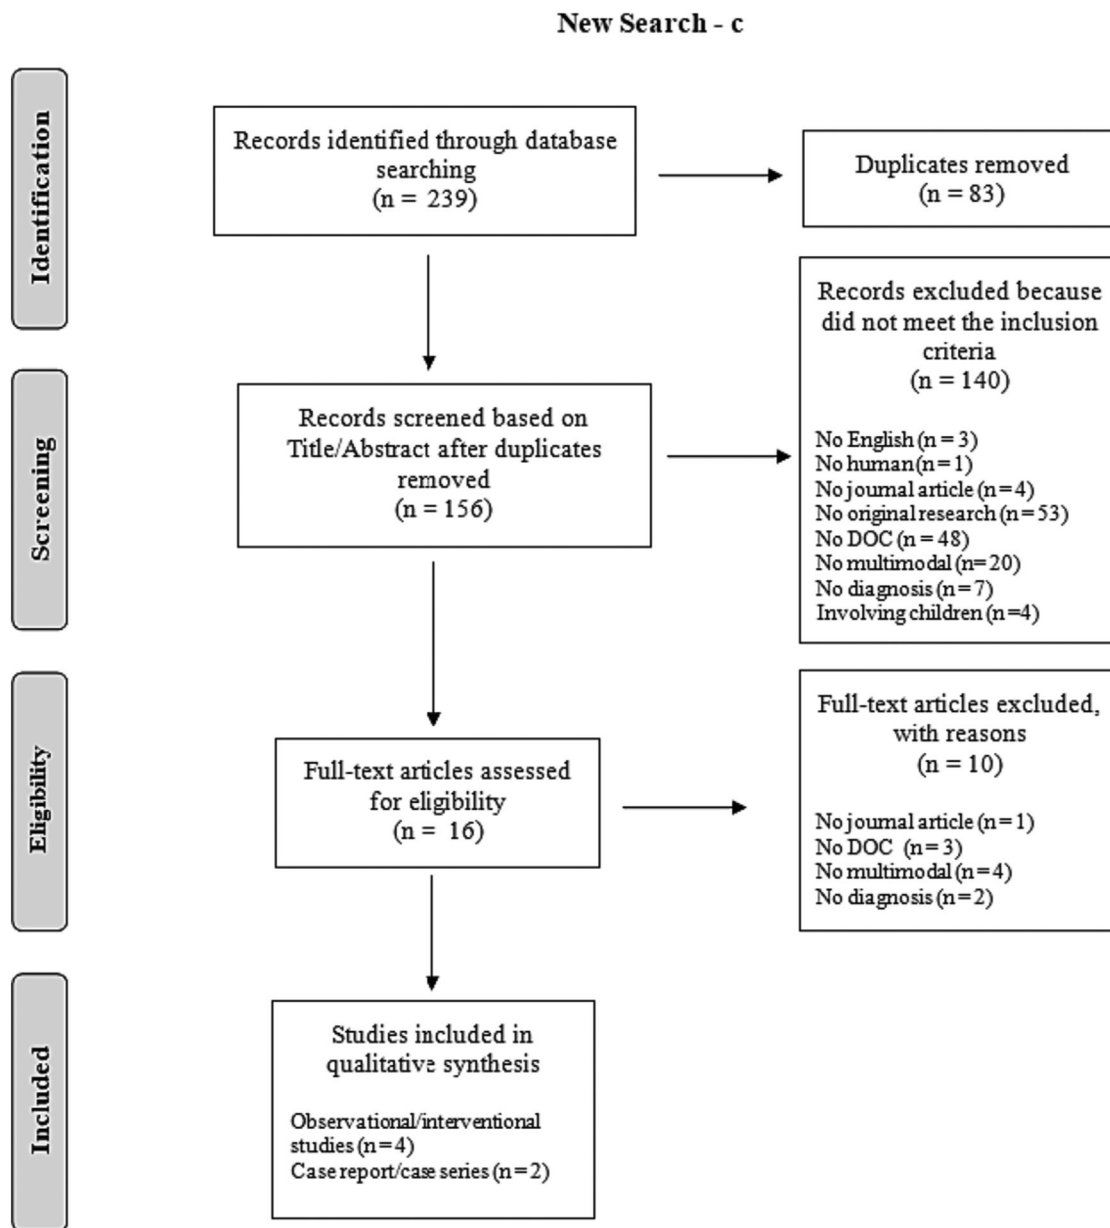 New Search - c
Identification
Records identified through database
searching
(n = 239)
Duplicates removed
(n = 83)
Records excluded because
did not meet the inclusion
criteria
(n = 140)
No English (n = 3)
No human (n = 1)
No journal article (n = 4)
No original research (n = 53)
No DOC (n = 48)
No multimodal (n= 20)
No diagnosis (n = 7)
Involving children (n =4)
Screening
Records screened based on
Title/Abstract after duplicates
removed
(n = 156)
Eligibility
Full-text articles assessed
for eligibility
(n = 16)
Full-text articles excluded,
with reasons
(n = 10)
No journal article (n = 1)
No DOC (n = 3)
No multimodal (n = 4)
No diagnosis (n = 2)
Included
Studies included in
qualitative synthesis
Observational/interventional
studies (n = 4)
Case report/case series (n = 2)